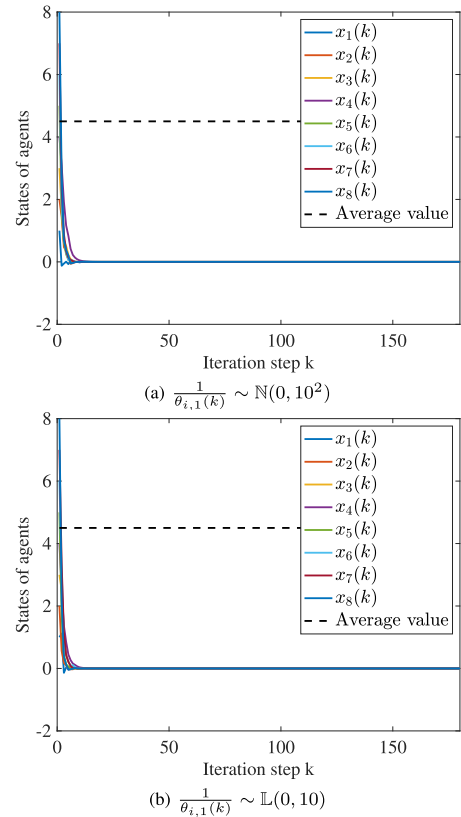 8
6
4
2
0
-2
States of agents
x₁(k)
x₂(k)
x₃(k)
x₄(k)
x₅(k)
x₆(k)
x₇(k)
x₈(k)
Average value
0 50 100 150
Iteration step k
(a) 1/θᵢ,₁(k) ∼ ℕ(0, 10²)
8
6
4
2
0
-2
States of agents
x₁(k)
x₂(k)
x₃(k)
x₄(k)
x₅(k)
x₆(k)
x₇(k)
x₈(k)
Average value
0 50 100 150
Iteration step k
(b) 1/θᵢ,₁(k) ∼ 𝕃(0, 10)